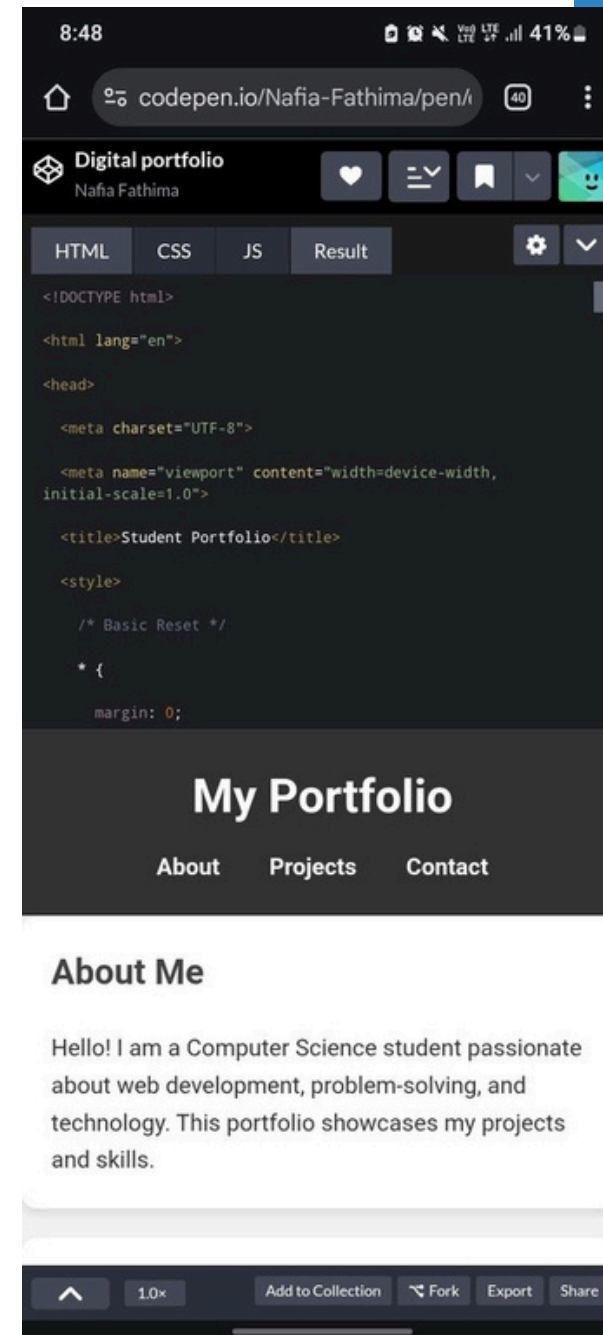 8:48 41%
codepen.io/Nafia-Fathima/pen/ 40
Digital portfolio
Nafia Fathima
HTML CSS JS Result
<!DOCTYPE html>
<html lang="en">
<head>
<meta charset="UTF-8">
<meta name="viewport" content="width=device-width,
initial-scale=1.0">
<title>Student Portfolio</title>
<style>
/* Basic Reset */
* {
margin: 0;
My Portfolio
About Projects Contact
About Me
Hello! I am a Computer Science student passionate
about web development, problem-solving, and
technology. This portfolio showcases my projects
and skills.
1.0× Add to Collection Fork Export Share